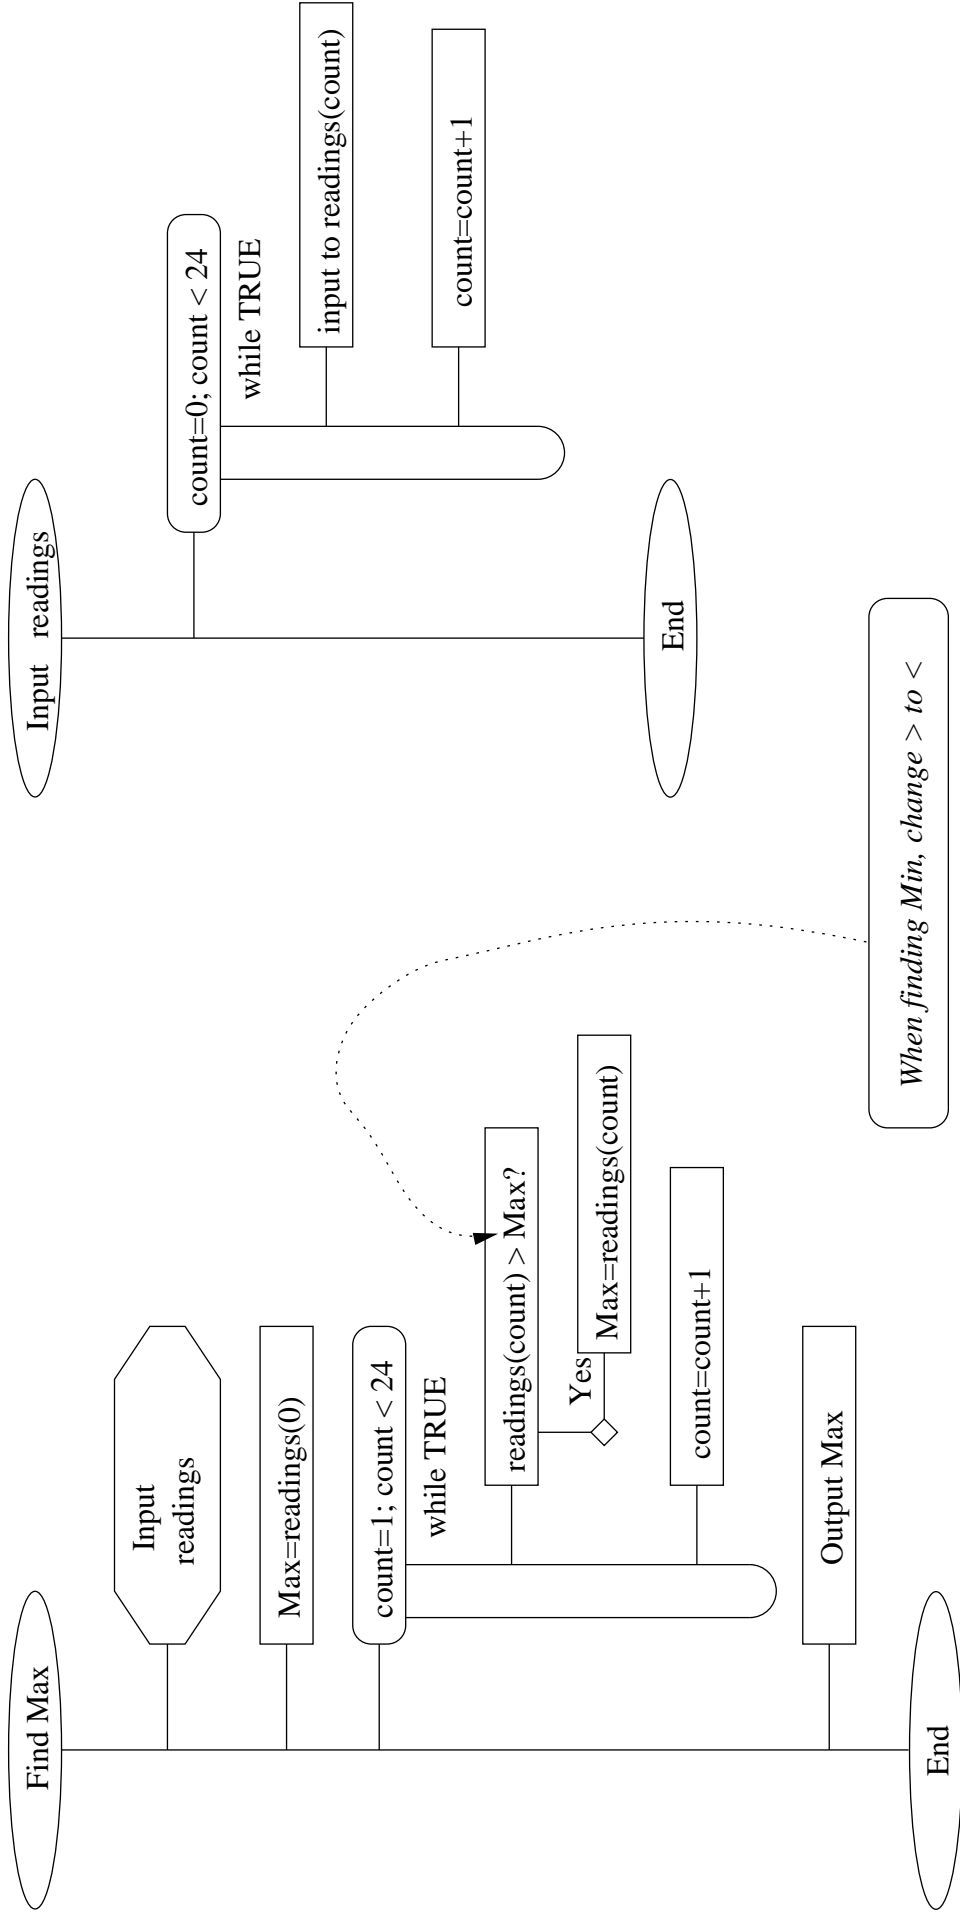 Find Max
Input
readings
Max=readings(0)
count=1; count < 24
while TRUE
readings(count) > Max?
Yes
Max=readings(count)
count=count+1
Output Max
End
When finding Min, change > to <
Input readings
count=0; count < 24
while TRUE
input to readings(count)
count=count+1
End